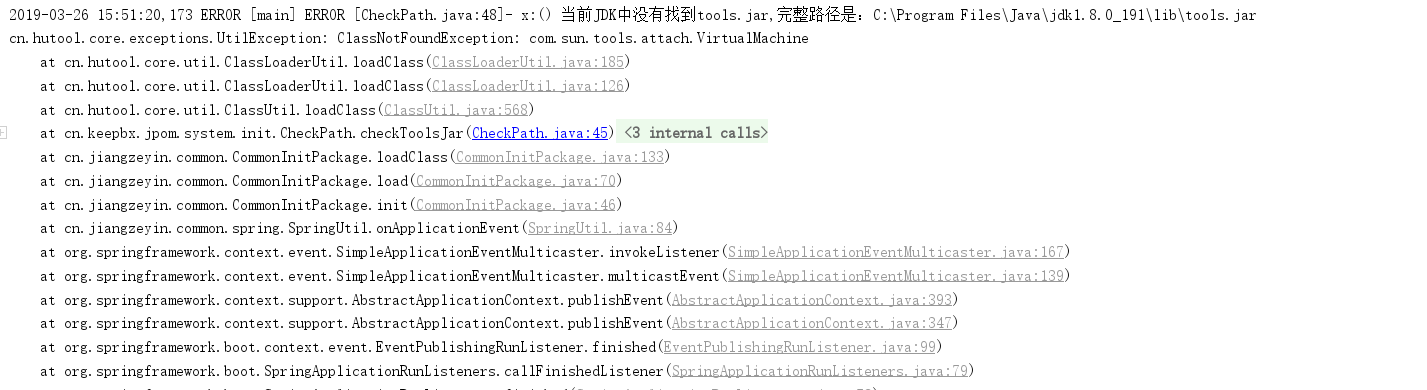 2019-03-26 15:51:20,173 ERROR [main] ERROR [CheckPath.java:48]- x:() 当前JDK中没有找到tools.jar,完整路径是：C:\Program Files\Java\jdk1.8.0_191\lib\tools.jar
cn.hutool.core.exceptions.UtilException: ClassNotFoundException: com.sun.tools.attach.VirtualMachine
at cn.hutool.core.util.ClassLoaderUtil.loadClass(ClassLoaderUtil.java:185)
at cn.hutool.core.util.ClassLoaderUtil.loadClass(ClassLoaderUtil.java:126)
at cn.hutool.core.util.ClassUtil.loadClass(ClassUtil.java:568)
at cn.keepbx.jpom.system.init.CheckPath.checkToolsJar(CheckPath.java:45) <3 internal calls>
at cn.jiangzeyin.common.CommonInitPackage.loadClass(CommonInitPackage.java:133)
at cn.jiangzeyin.common.CommonInitPackage.load(CommonInitPackage.java:70)
at cn.jiangzeyin.common.CommonInitPackage.init(CommonInitPackage.java:46)
at cn.jiangzeyin.common.spring.SpringUtil.onApplicationEvent(SpringUtil.java:84)
at org.springframework.context.event.SimpleApplicationEventMulticaster.invokeListener(SimpleApplicationEventMulticaster.java:167)
at org.springframework.context.event.SimpleApplicationEventMulticaster.multicastEvent(SimpleApplicationEventMulticaster.java:139)
at org.springframework.context.support.AbstractApplicationContext.publishEvent(AbstractApplicationContext.java:393)
at org.springframework.context.support.AbstractApplicationContext.publishEvent(AbstractApplicationContext.java:347)
at org.springframework.boot.context.event.EventPublishingRunListener.finished(EventPublishingRunListener.java:99)
at org.springframework.boot.SpringApplicationRunListeners.callFinishedListener(SpringApplicationRunListeners.java:79)